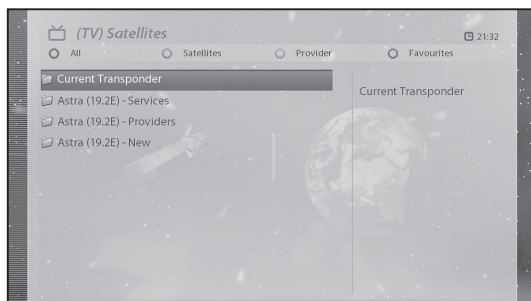 (TV) Satellites
21:32
All Satellites Provider Favourites
Current Transponder
Current Transponder
Astra (19.2E) - Services
Astra (19.2E) - Providers
Astra (19.2E) - New